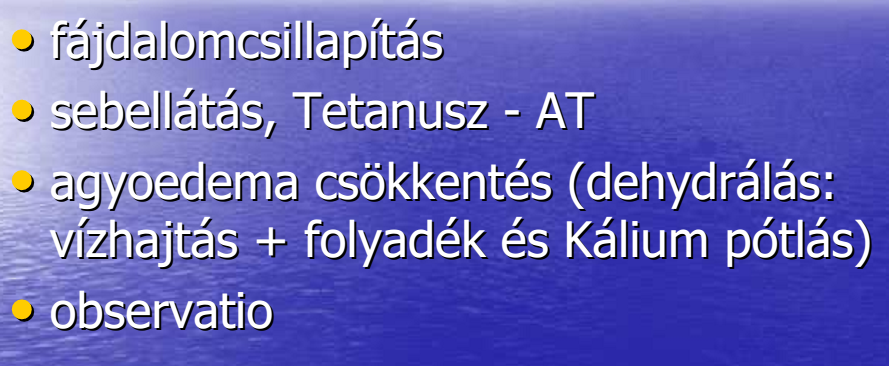 • fájdalomcsillapítás
• sebellátás, Tetanusz - AT
• agyoedema csökkentés (dehydrálás:
vízhajtás + folyadék és Kálium pótlás)
• observatio